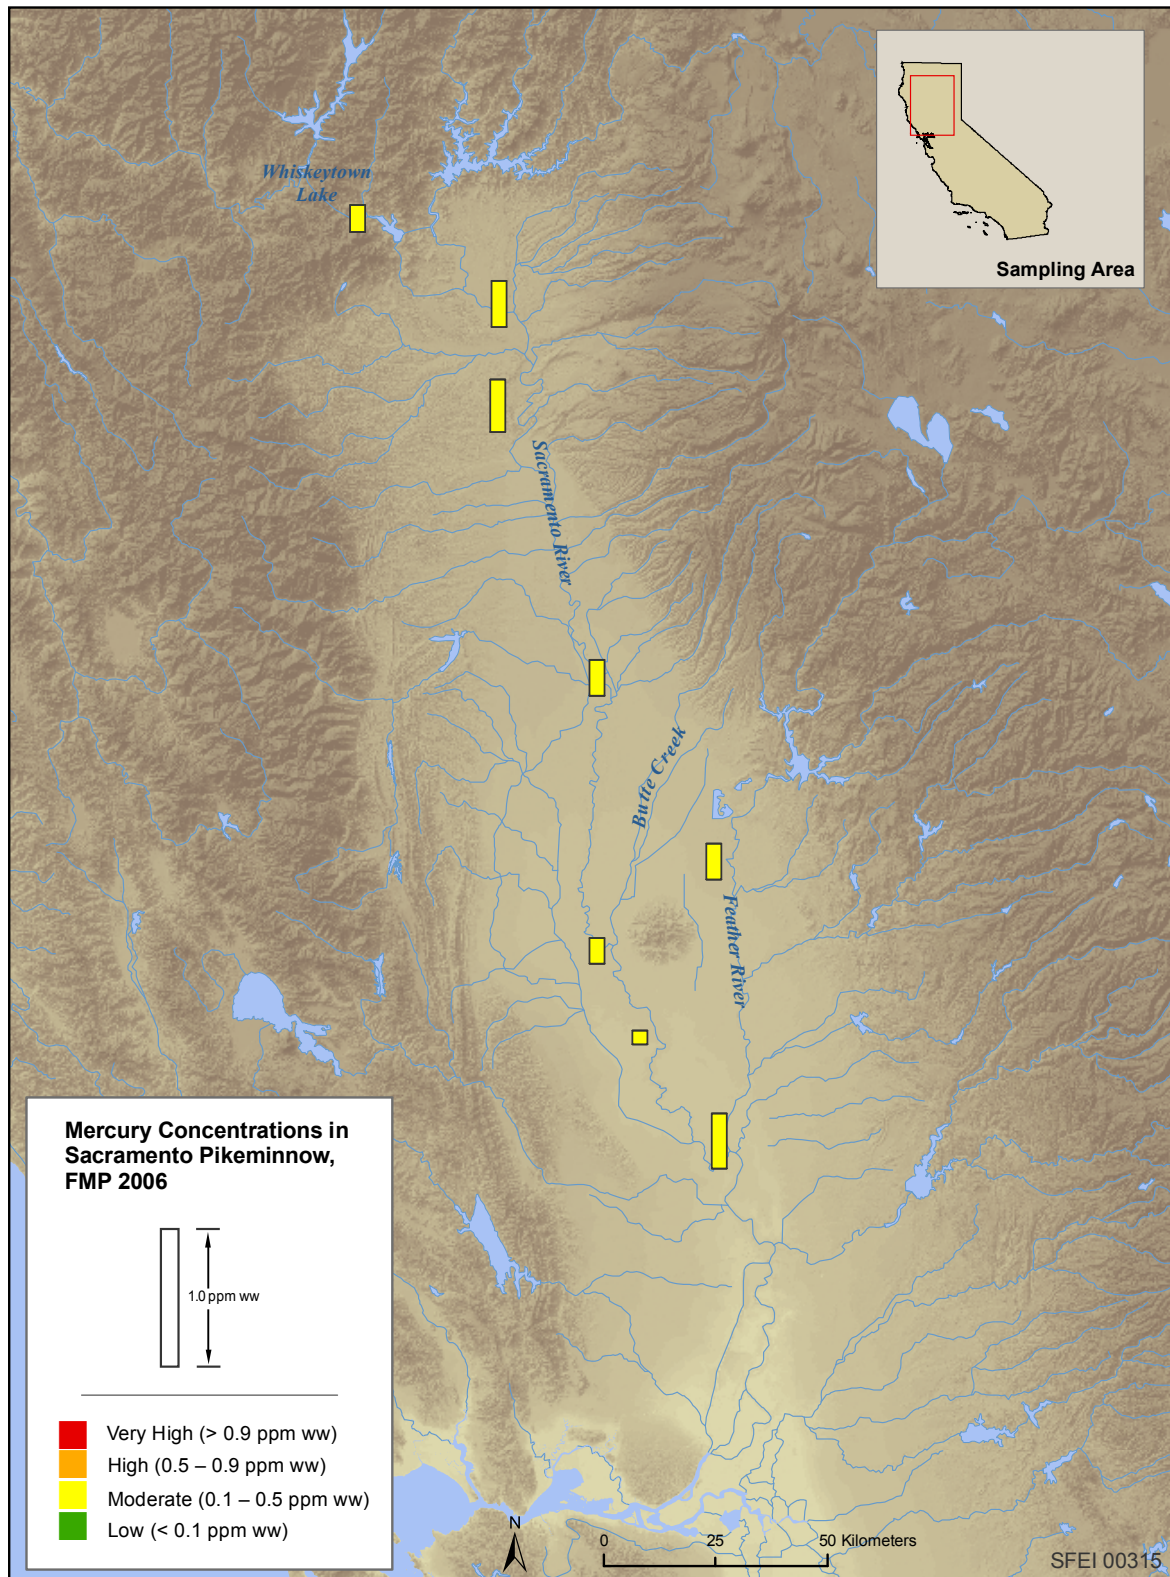 Whiskeytown
Lake
Sampling Area
Sacramento River
Butte Creek
Feather River
Mercury Concentrations in
Sacramento Pikeminnow,
FMP 2006
1.0 ppm ww
Very High (> 0.9 ppm ww)
High (0.5 – 0.9 ppm ww)
Moderate (0.1 – 0.5 ppm ww)
Low (< 0.1 ppm ww)
N
0 25 50 Kilometers
SFEI 00315